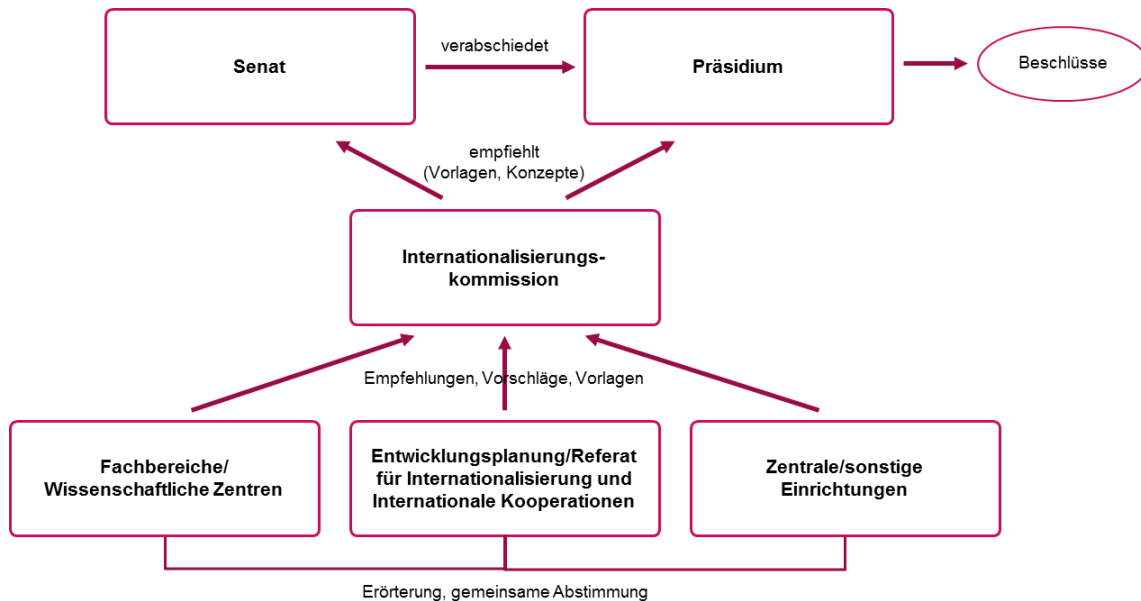 verabschiedet
Senat
Präsidium
Beschlüsse
empfiehlt
(Vorlagen, Konzepte)
Internationalisierungs-
kommission
Empfehlungen, Vorschläge, Vorlagen
Fachbereiche/
Wissenschaftliche Zentren
Entwicklungsplanung/Referat
für Internationalisierung und
Internationale Kooperationen
Zentrale/sonstige
Einrichtungen
Erörterung, gemeinsame Abstimmung